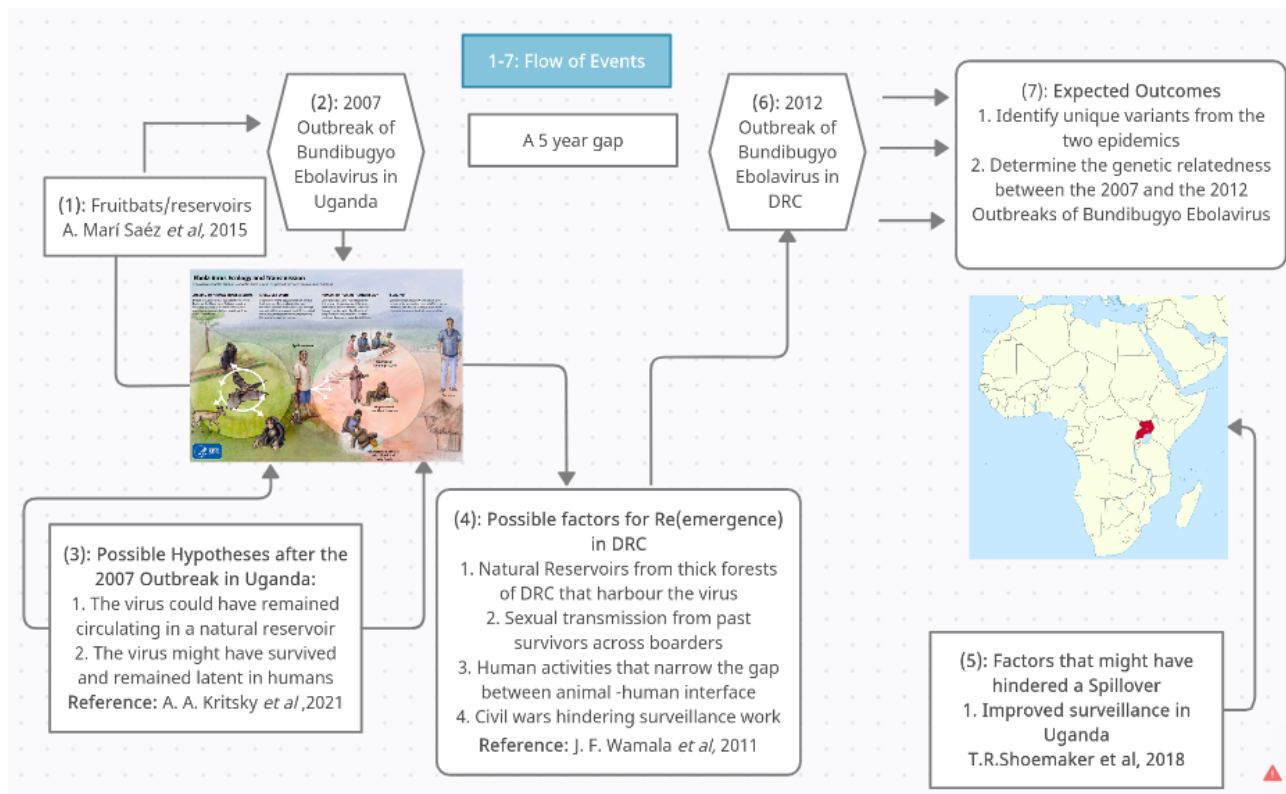 1-7: Flow of Events
A 5 year gap
(1): Fruitbats/reservoirs
A. Marí Saéz et al, 2015
(2): 2007
Outbreak of
Bundibugyo
Ebolavirus in
Uganda
Ebola Virus Ecology and Transmission
(3): Possible Hypotheses after the
2007 Outbreak in Uganda:
1. The virus could have remained
circulating in a natural reservoir
2. The virus might have survived
and remained latent in humans
Reference: A. A. Kritsky et al ,2021
(4): Possible factors for Re(emergence)
in DRC
1. Natural Reservoirs from thick forests
of DRC that harbour the virus
2. Sexual transmission from past
survivors across boarders
3. Human activities that narrow the gap
between animal -human interface
4. Civil wars hindering surveillance work
Reference: J. F. Wamala et al, 2011
(5): Factors that might have
hindered a Spillover
1. Improved surveillance in
Uganda
T.R.Shoemaker et al, 2018
(6): 2012
Outbreak of
Bundibugyo
Ebolavirus in
DRC
(7): Expected Outcomes
1. Identify unique variants from the
two epidemics
2. Determine the genetic relatedness
between the 2007 and the 2012
Outbreaks of Bundibugyo Ebolavirus